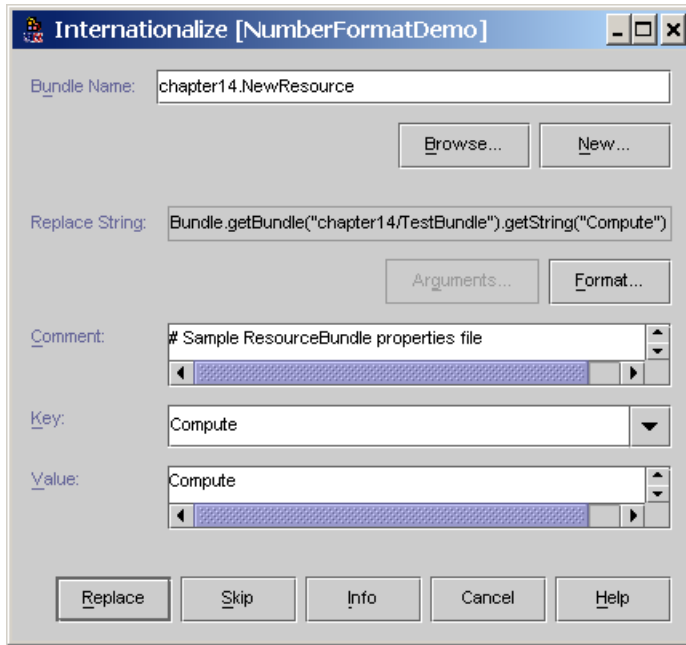 Internationalize [NumberFormatDemo]
Bundle Name: chapter14.NewResource
Browse... New...
Replace String: Bundle.getBundle("chapter14/TestBundle").getString("Compute")
Arguments... Format...
Comment: # Sample ResourceBundle properties file
Key: Compute
Value: Compute
Replace Skip Info Cancel Help